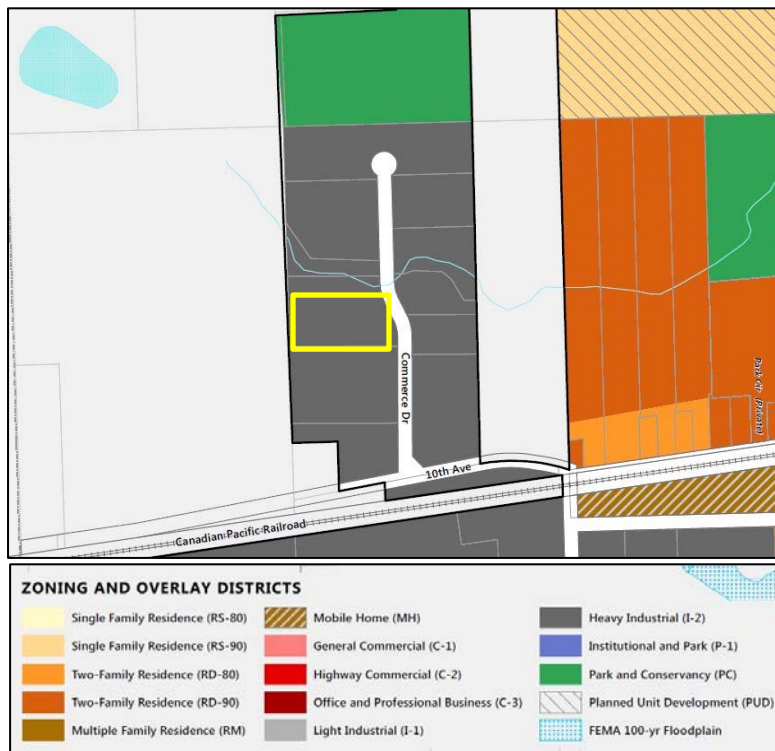 Commerce Dr
Park Dr (Private)
10th Ave
Canadian Pacific Railroad
ZONING AND OVERLAY DISTRICTS
Single Family Residence (RS-80)
Single Family Residence (RS-90)
Two-Family Residence (RD-80)
Two-Family Residence (RD-90)
Multiple Family Residence (RM)
Mobile Home (MH)
General Commercial (C-1)
Highway Commercial (C-2)
Office and Professional Business (C-3)
Light Industrial (I-1)
Heavy Industrial (I-2)
Institutional and Park (P-1)
Park and Conservancy (PC)
Planned Unit Development (PUD)
FEMA 100-yr Floodplain